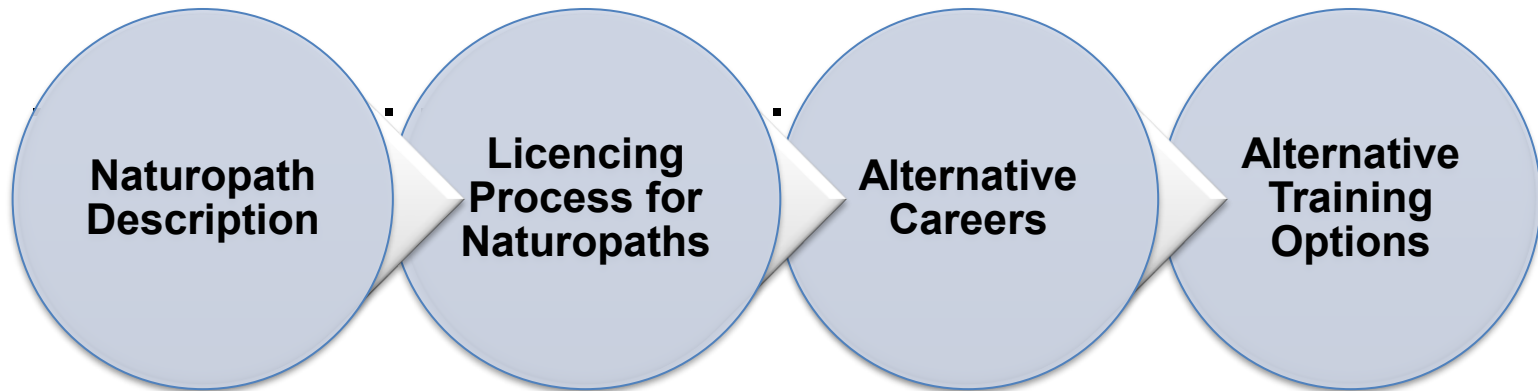 Naturopath
Description
Licencing
Process for
Naturopaths
Alternative
Careers
Alternative
Training
Options